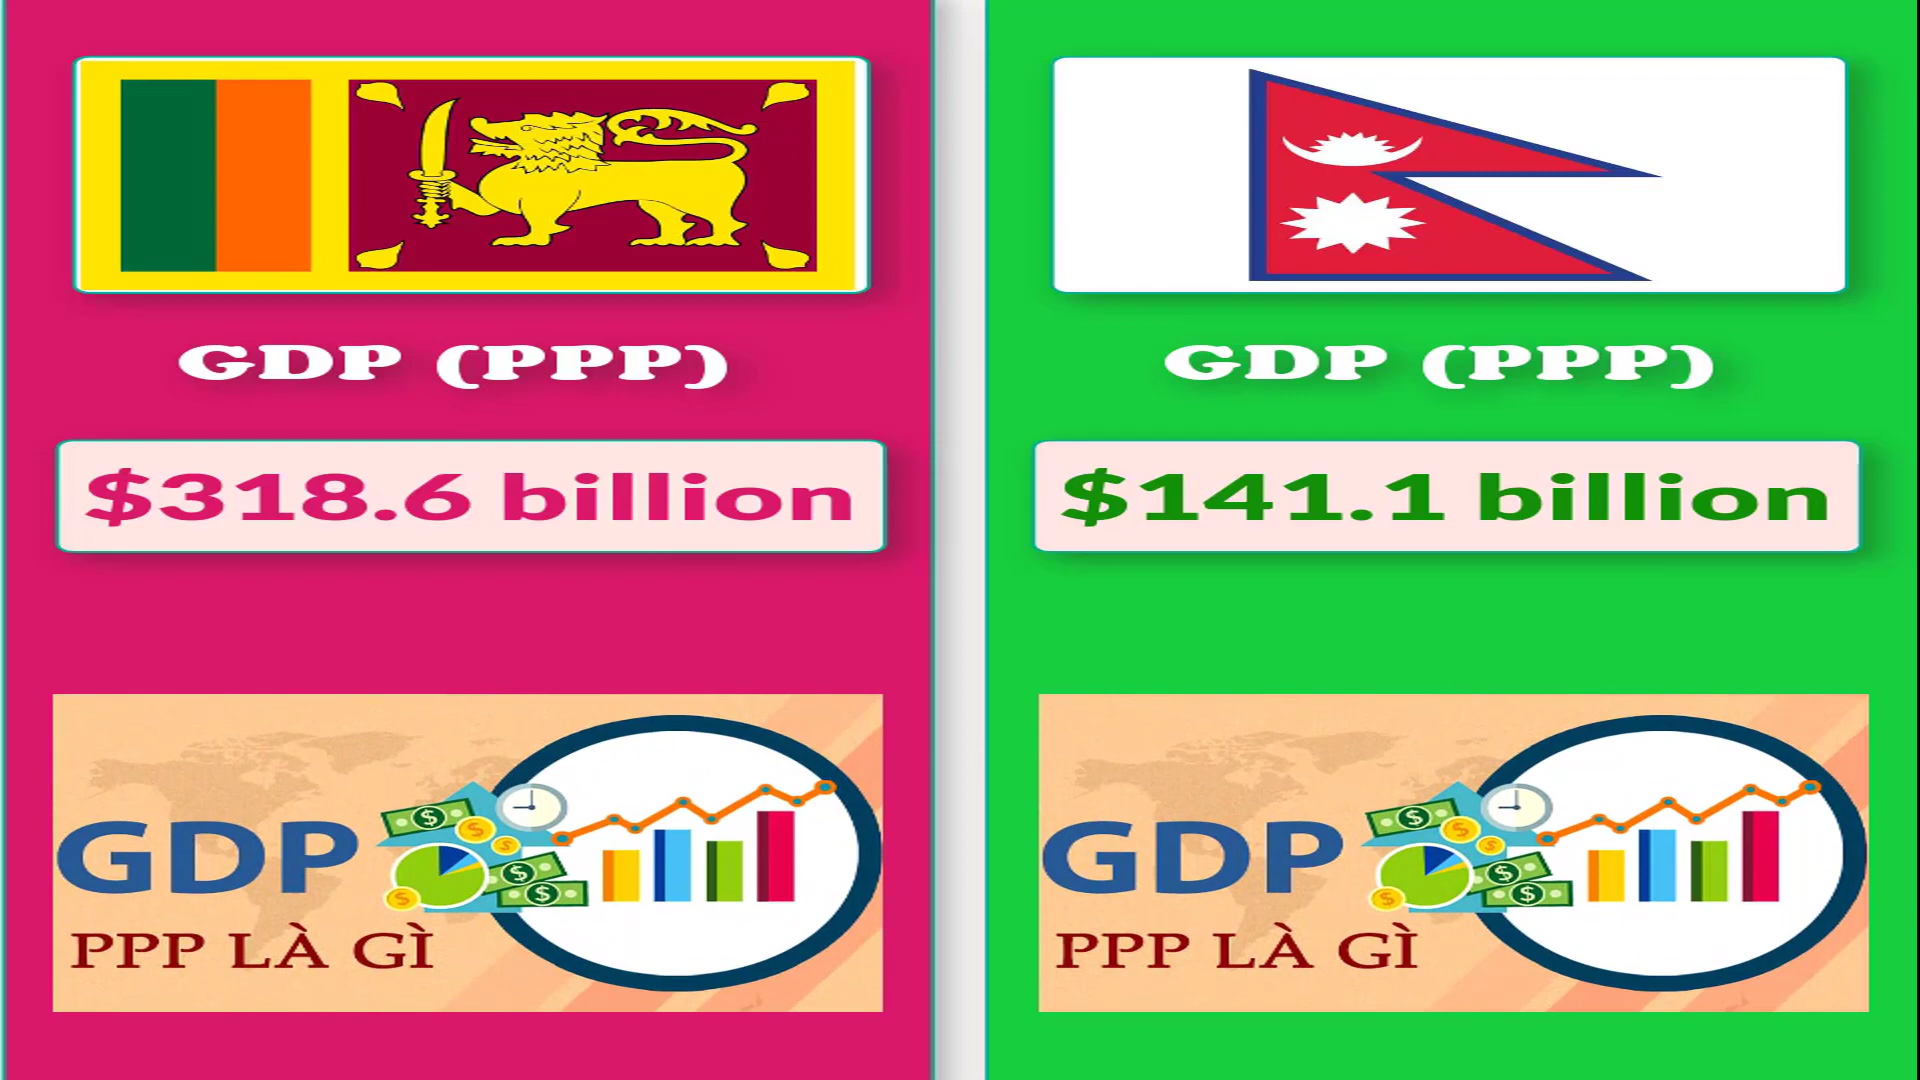 GDP (PPP)
$318.6 billion
GDP
PPP LÀ GÌ
GDP (PPP)
$141.1 billion
GDP
PPP LÀ GÌ